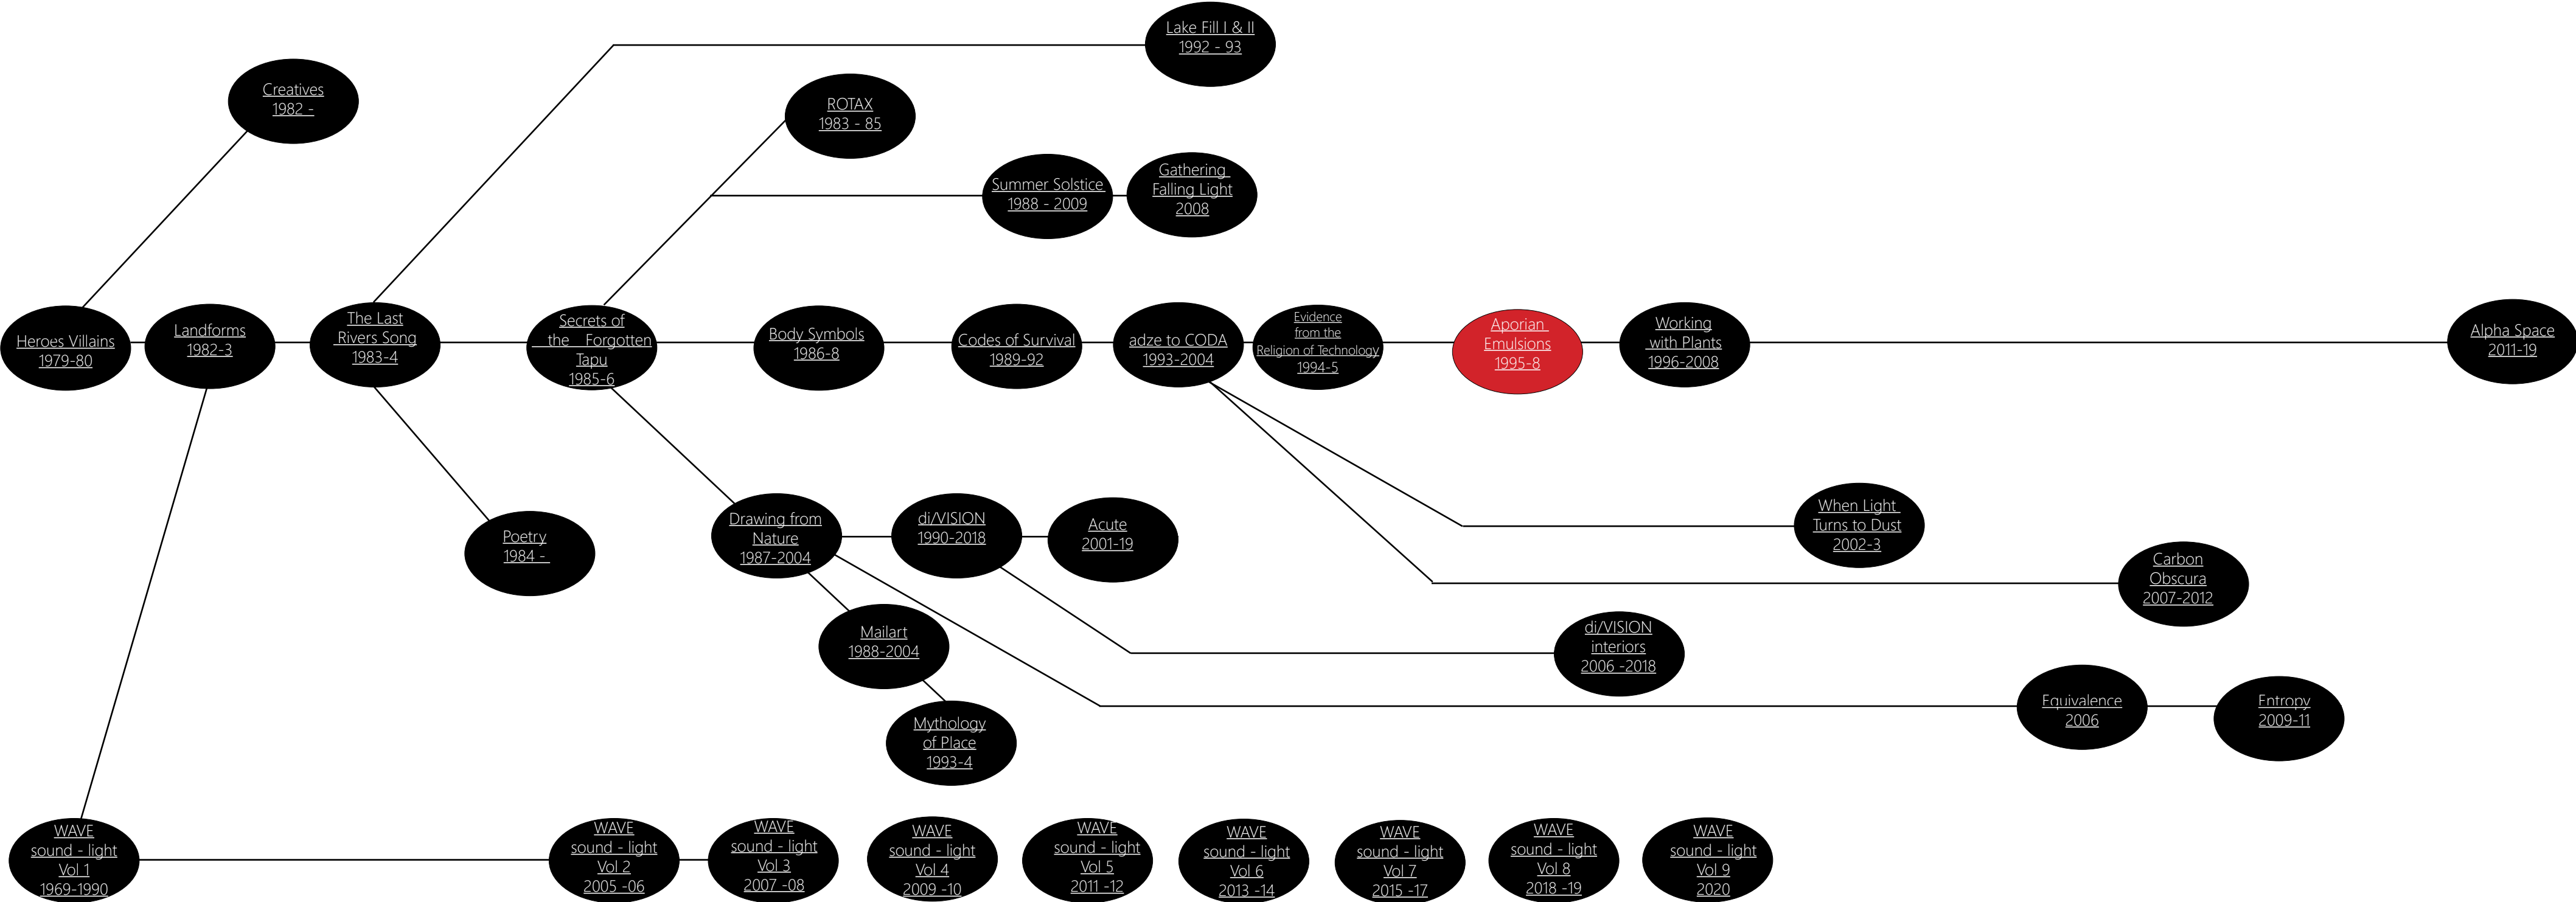 Lake Fill I & II
1992 - 93
Creatives
1982 -
ROTAX
1983 - 85
Summer Solstice
1988 - 2009
Gathering
Falling Light
2008
Heroes Villains
1979-80
Landforms
1982-3
The Last
Rivers Song
1983-4
Secrets of
the Forgotten
Tapu
1985-6
Body Symbols
1986-8
Codes of Survival
1989-92
adze to CODA
1993-2004
Evidence
from the
Religion of Technology
1994-5
Aporian
Emulsions
1995-8
Working
with Plants
1996-2008
Alpha Space
2011-19
Poetry
1984 -
Drawing from
Nature
1987-2004
di/VISION
1990-2018
Acute
2001-19
When Light
Turns to Dust
2002-3
Carbon
Obscura
2007-2012
Mailart
1988-2004
di/VISION
interiors
2006 -2018
Mythology
of Place
1993-4
Equivalence
2006
Entropy
2009-11
WAVE
sound - light
Vol 1
1969-1990
WAVE
sound - light
Vol 2
2005 -06
WAVE
sound - light
Vol 3
2007 -08
WAVE
sound - light
Vol 4
2009 -10
WAVE
sound - light
Vol 5
2011 -12
WAVE
sound - light
Vol 6
2013 -14
WAVE
sound - light
Vol 7
2015 -17
WAVE
sound - light
Vol 8
2018 -19
WAVE
sound - light
Vol 9
2020